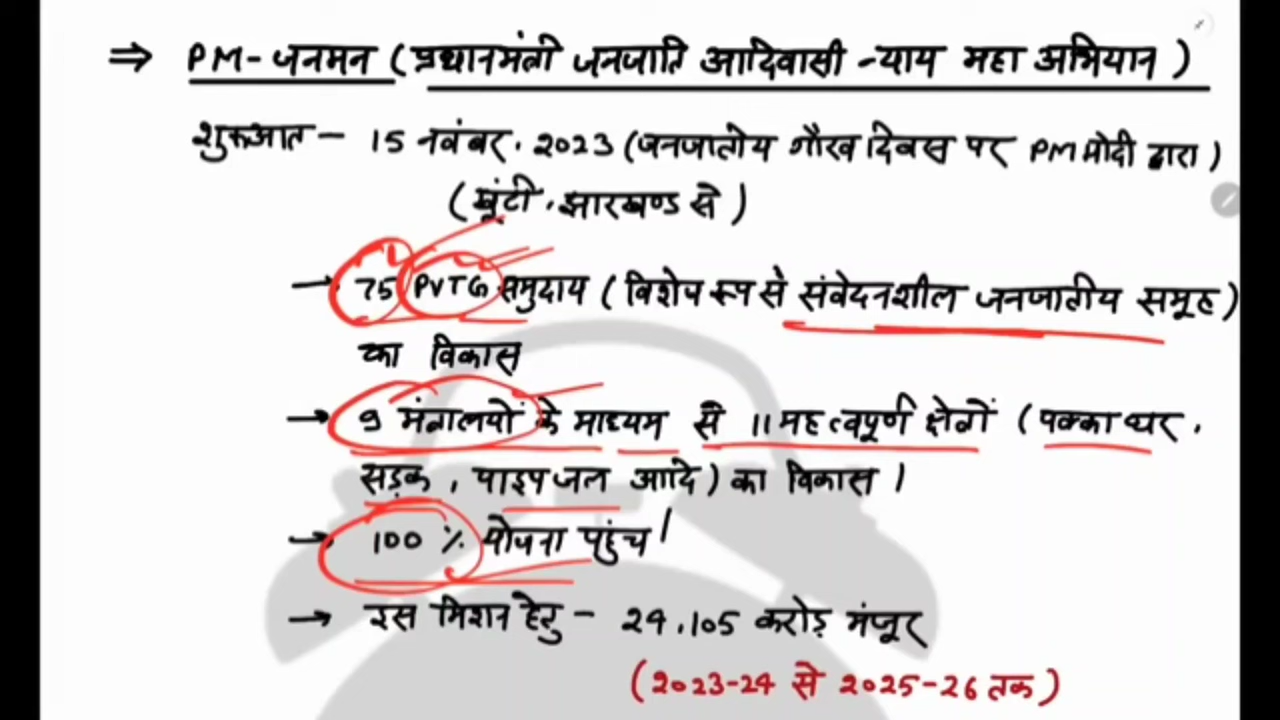 ⇒ PM-जनमन (प्रधानमंत्री जनजाति आदिवासी न्याय महा अभियान)
शुरुआत - 15 नवंबर, 2023 (जनजातीय गौरव दिवस पर PM मोदी द्वारा)
(खूंटी, झारखण्ड से)
→ 75 PVTG समुदाय (विशेष रूप से संवेदनशील जनजातीय समूह)
का विकास
→ 9 मंत्रालयों के माध्यम से 11 महत्वपूर्ण क्षेत्रों (पक्का घर,
सड़क, पाइप जल आदि) का विकास।
→ 100% योजना पहुंच।
→ इस मिशन हेतु - 24,105 करोड़ मंजूर
(2023-24 से 2025-26 तक)